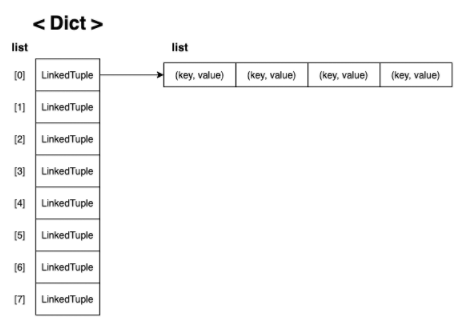 < Dict >
list
list
[0] LinkedTuple (key, value) (key, value) (key, value) (key, value)
[1] LinkedTuple
[2] LinkedTuple
[3] LinkedTuple
[4] LinkedTuple
[5] LinkedTuple
[6] LinkedTuple
[7] LinkedTuple